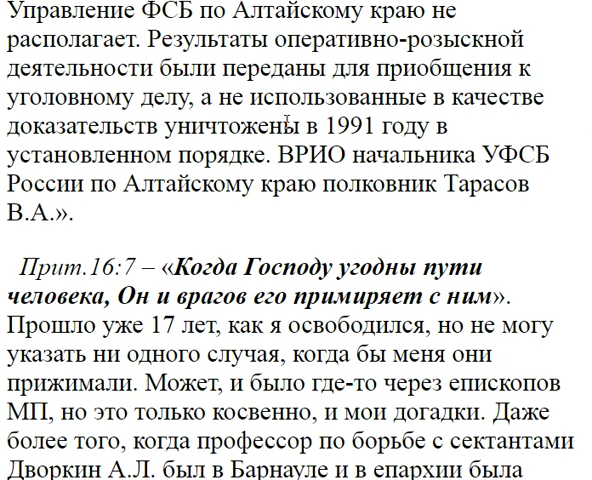 Управление ФСБ по Алтайскому краю не
располагает. Результаты оперативно-розыскной
деятельности были переданы для приобщения к
уголовному делу, а не использованные в качестве
доказательств уничтожены в 1991 году в
установленном порядке. ВРИО начальника УФСБ
России по Алтайскому краю полковник Тарасов
В.А.».
Прит.16:7 – «Когда Господу угодны пути
человека, Он и врагов его примиряет с ним».
Прошло уже 17 лет, как я освободился, но не могу
указать ни одного случая, когда бы меня они
прижимали. Может, и было где-то через епископов
МП, но это только косвенно, и мои догадки. Даже
более того, когда профессор по борьбе с сектантами
Дворкин А.Л. был в Барнауле и в епархии была